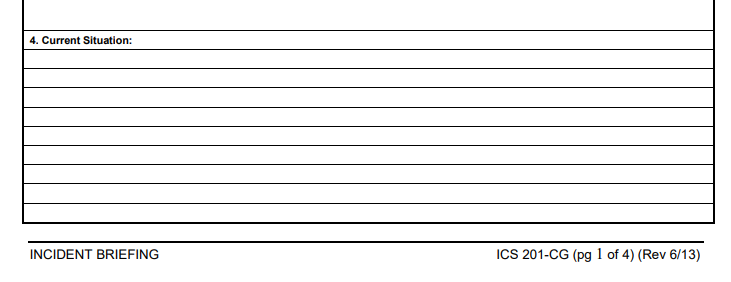 4. Current Situation:
INCIDENT BRIEFING ICS 201-CG (pg 1 of 4) (Rev 6/13)